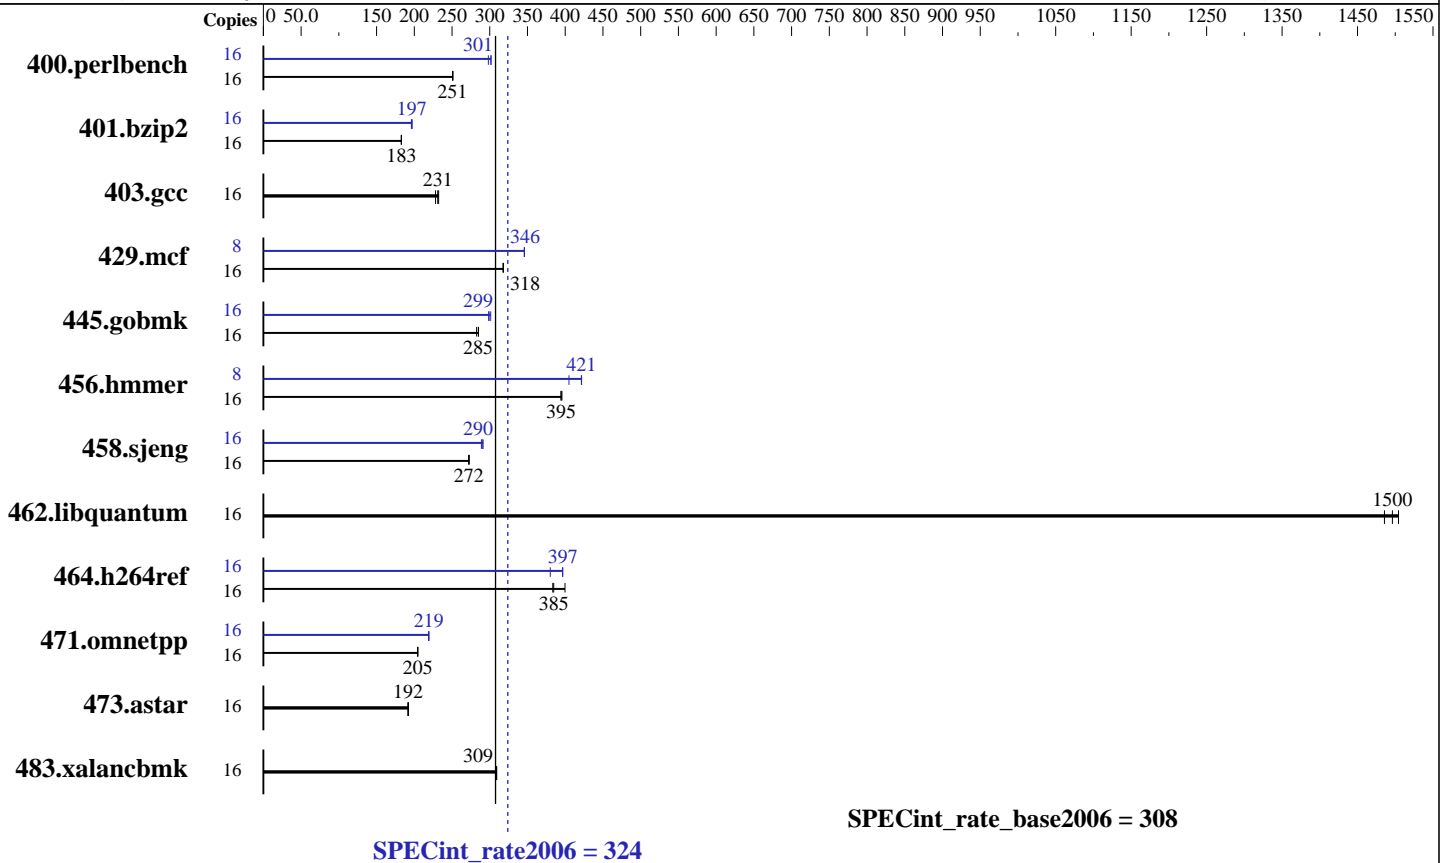 Copies 0 50.0 150 200 250 300 350 400 450 500 550 600 650 700 750 800 850 900 950 1050 1150 1250 1350 1450 1550
400.perlbench 16 301
16 251
401.bzip2 16 197
16 183
403.gcc 16 231
429.mcf 8 346
16 318
445.gobmk 16 299
16 285
456.hmmer 8 421
16 395
458.sjeng 16 290
16 272
462.libquantum 16 1500
464.h264ref 16 397
16 385
471.omnetpp 16 219
16 205
473.astar 16 192
483.xalancbmk 16 309
SPECint_rate_base2006 = 308
SPECint_rate2006 = 324